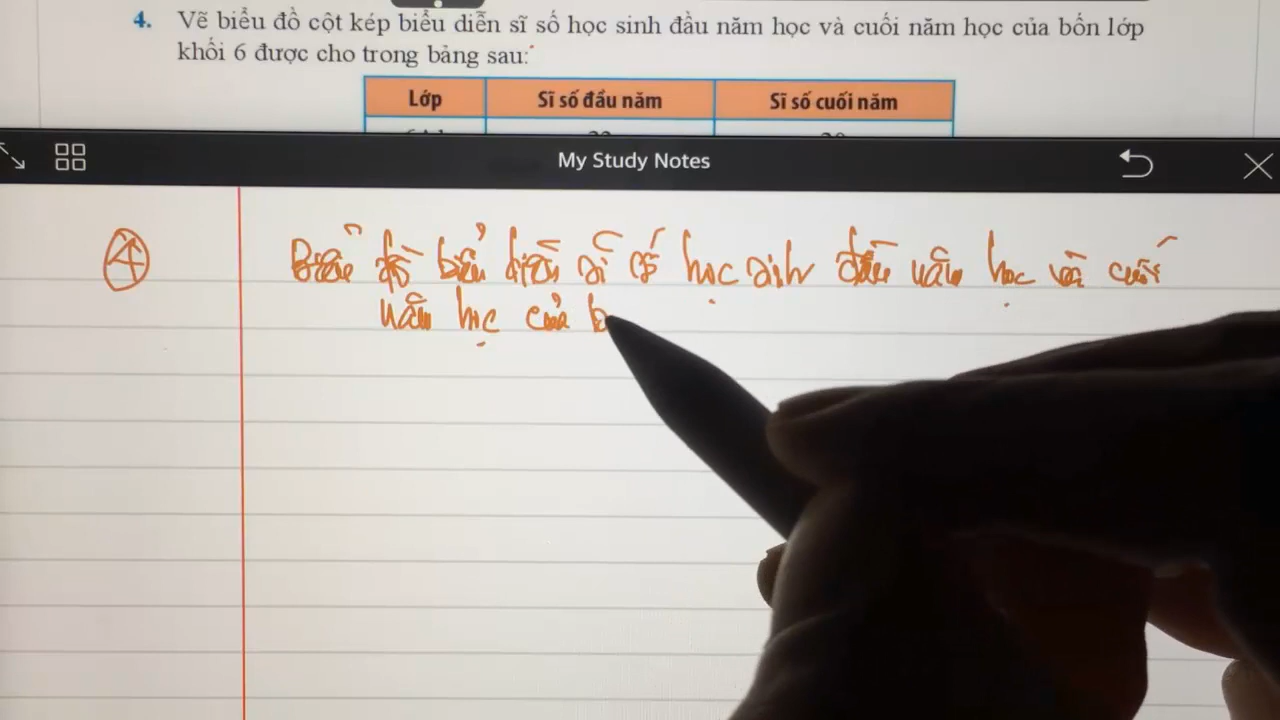 4. Vẽ biểu đồ cột kép biểu diễn sĩ số học sinh đầu năm học và cuối năm học của bốn lớp
khối 6 được cho trong bảng sau:
Lớp Sĩ số đầu năm Sĩ số cuối năm
My Study Notes
4 Biểu đồ biểu diễn sĩ số học sinh đầu năm học và cuối
năm học của b